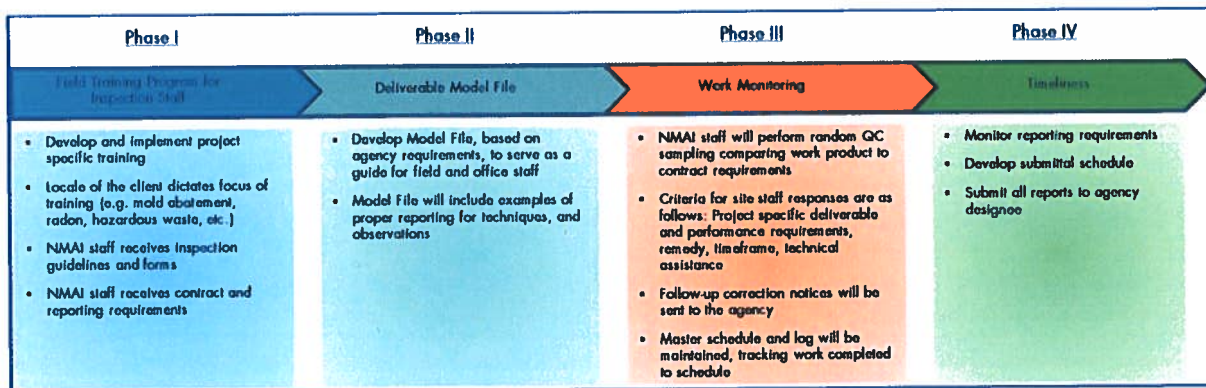 Phase I
Field Training Program for
Inspection Staff
• Develop and implement project
specific training
• Locale of the client dictates focus of
training (e.g. mold abatement,
radon, hazardous waste, etc.)
• NMAI staff receives inspection
guidelines and forms
• NMAI staff receives contract and
reporting requirements
Phase II
Deliverable Model File
• Develop Model File, based on
agency requirements, to serve as a
guide for field and office staff
• Model File will include examples of
proper reporting for techniques, and
observations
Phase III
Work Monitoring
• NMAI staff will perform random QC
sampling comparing work product to
contract requirements
• Criteria for site staff responses are as
follows: Project specific deliverable
and performance requirements,
remedy, timeframe, technical
assistance
• Follow-up correction notices will be
sent to the agency
• Master schedule and log will be
maintained, tracking work completed
to schedule
Phase IV
Timeliness
• Monitor reporting requirements
• Develop submittal schedule
• Submit all reports to agency
designee